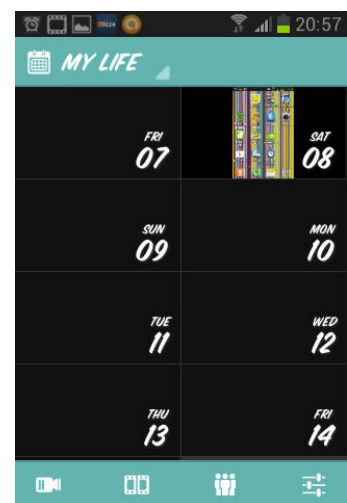 20:57
MY LIFE
FRI
07
SAT
08
SUN
09
MON
10
TUE
11
WED
12
THU
13
FRI
14